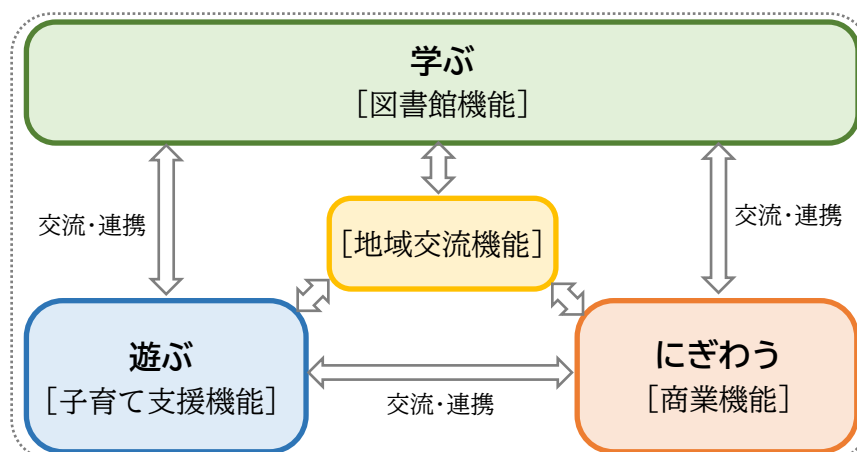 学ぶ
［図書館機能］
交流・連携
交流・連携
［地域交流機能］
遊ぶ
［子育て支援機能］
にぎわう
［商業機能］
交流・連携